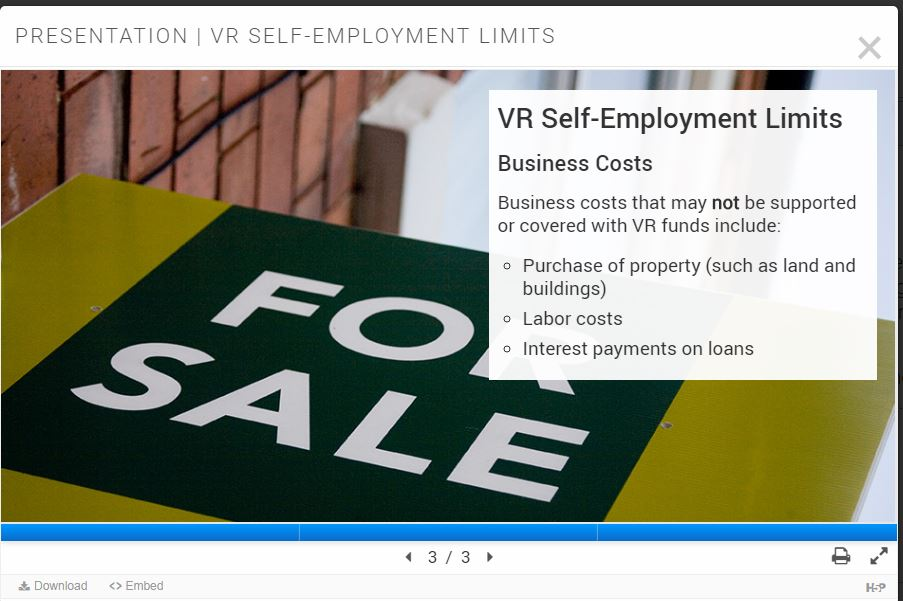 PRESENTATION | VR SELF-EMPLOYMENT LIMITS
VR Self-Employment Limits
Business Costs
Business costs that may not be supported
or covered with VR funds include:
Purchase of property (such as land and
buildings)
Labor costs
Interest payments on loans
FOR
SALE
3 / 3
Download
Embed
H-P